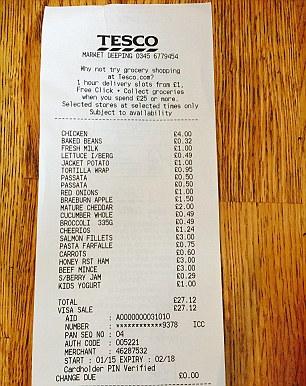 TESCO
MARKET DEEPING 0345 6779454
Why not try grocery shopping
at Tesco.com?
1 hour delivery slots from £1,
Free Click + Collect groceries
when you spend £25 or more.
Selected stores at selected times only
Subject to availability
CHICKEN £4.00
BAKED BEANS £0.32
FRESH MILK £1.00
LETTUCE I/BERG £0.49
JACKET POTATO £1.00
TORTILLA WRAP £0.95
PASSATA £0.50
PASSATA £0.50
RED ONIONS £1.00
BRAEBURN APPLE £1.50
MATURE CHEDDAR £2.00
CUCUMBER WHOLE £0.49
BROCCOLI 335G £0.49
CHEERIOS £1.24
SALMON FILLETS £3.00
PASTA FARFALLE £0.75
CARROTS £0.60
HONEY RST HAM £3.00
BEEF MINCE £3.00
S/BERRY JAM £0.29
KIDS YOGURT £1.00
TOTAL £27.12
VISA SALE £27.12
AID : A0000000031010
NUMBER : ************9378 ICC
PAN SEQ NO : 04
AUTH CODE : 005221
MERCHANT : 46287532
START : 01/15 EXPIRY : 02/18
Cardholder PIN Verified
CHANGE DUE £0.00